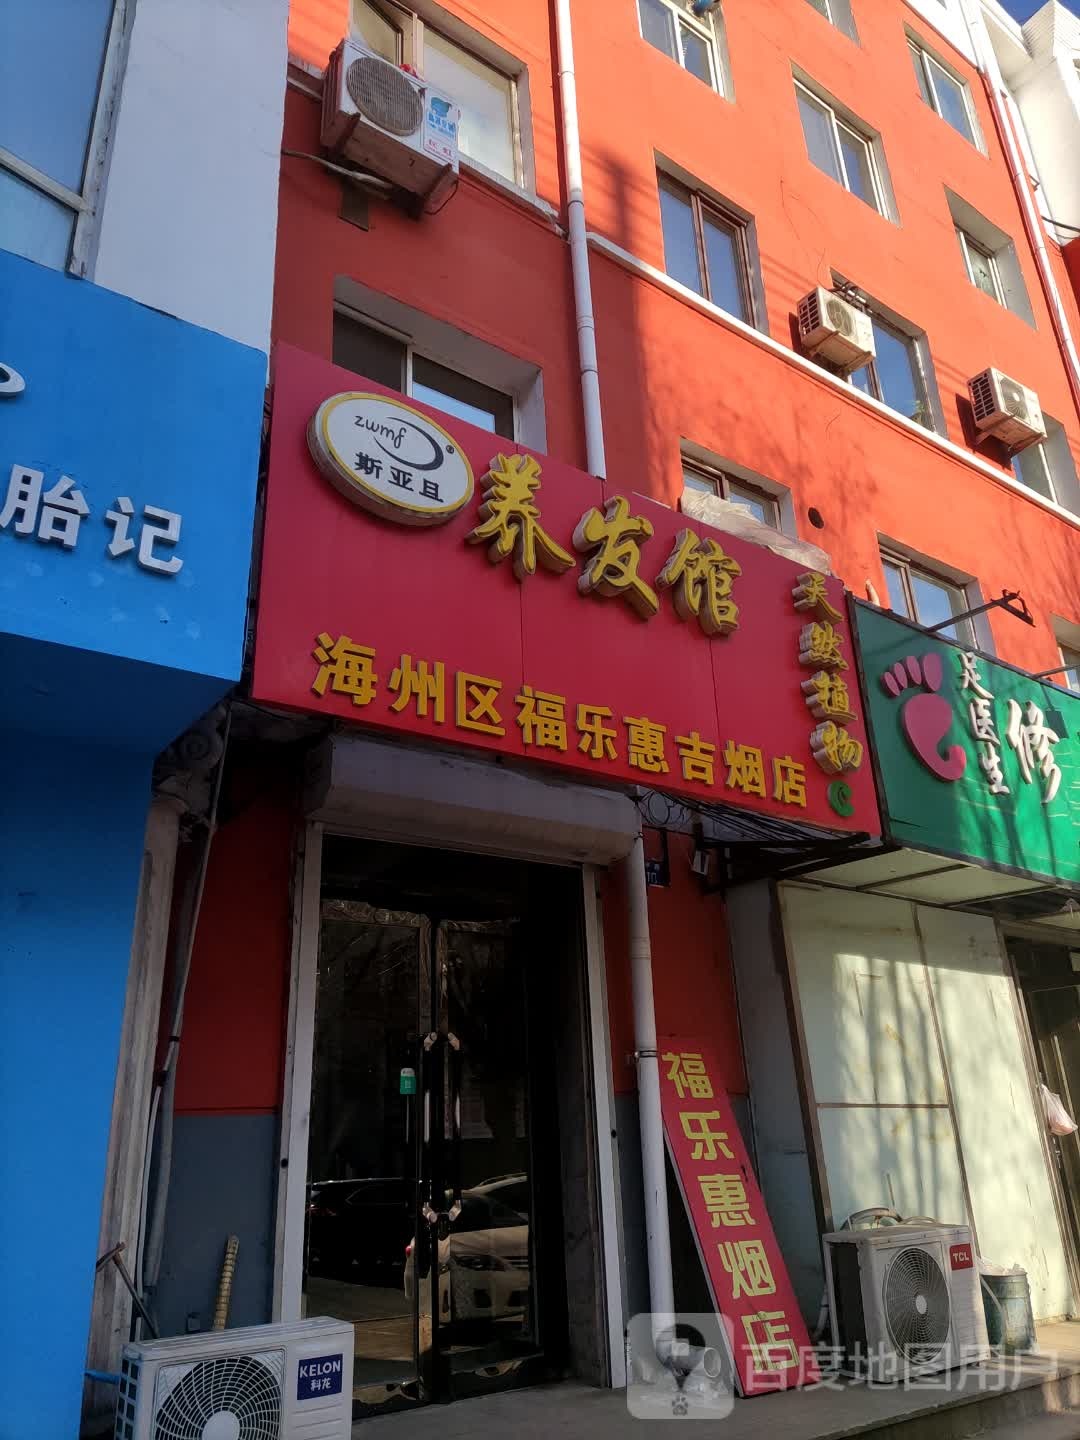 胎记
zwmf
斯亚旦
养发馆
天然植物
海州区福乐惠吉烟店
足医生
修
福乐惠烟店
KELON
科龙
TCL
百度地图用户